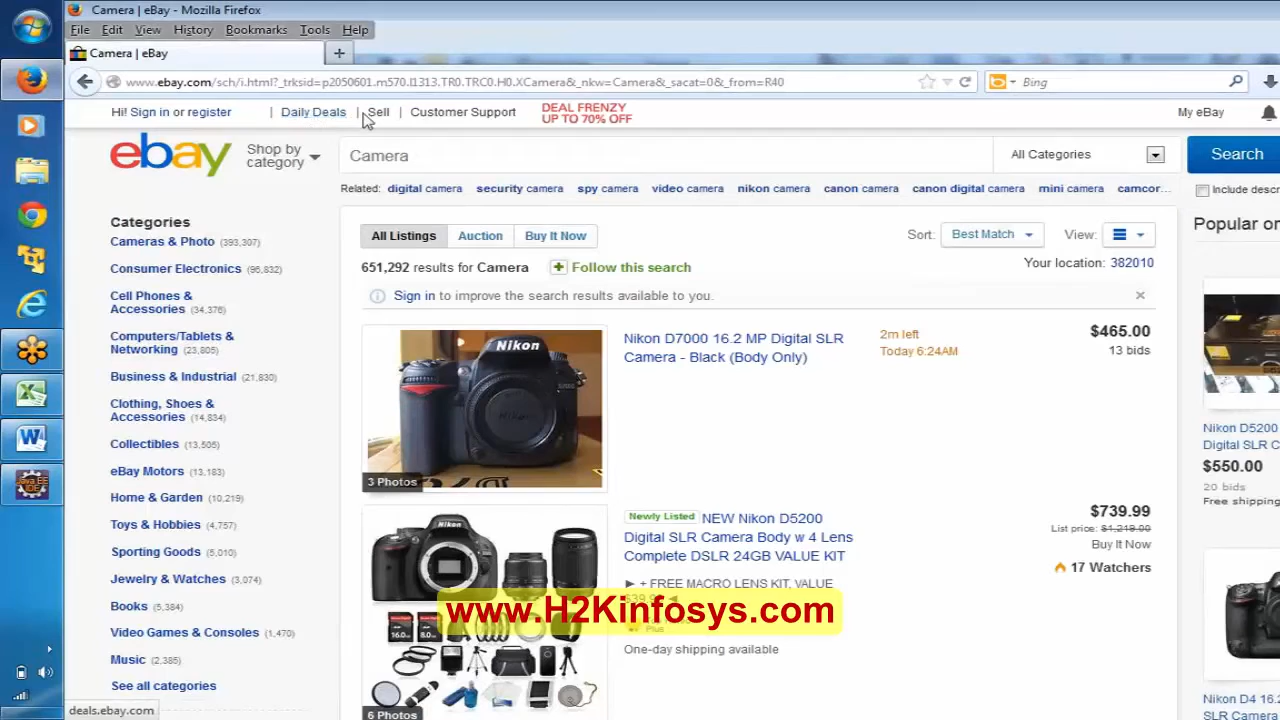 Camera | eBay - Mozilla Firefox
File Edit View History Bookmarks Tools Help
Camera | eBay
www.ebay.com/sch/i.html?_trksid=p2050601.m570.l1313.TR0.TRC0.H0.XCamera&_nkw=Camera&_sacat=0&_from=R40
Bing
Hi! Sign in or register | Daily Deals | Sell | Customer Support
DEAL FRENZY
UP TO 70% OFF
My eBay
ebay
Shop by
category
Camera
All Categories
Search
Related: digital camera security camera spy camera video camera nikon camera canon camera canon digital camera mini camera camcor...
Include descr
Categories
Cameras & Photo (393,307)
Consumer Electronics (95,832)
Cell Phones &
Accessories (34,376)
Computers/Tablets &
Networking (23,805)
Business & Industrial (21,830)
Clothing, Shoes &
Accessories (14,834)
Collectibles (13,505)
eBay Motors (13,183)
Home & Garden (10,219)
Toys & Hobbies (4,757)
Sporting Goods (5,010)
Jewelry & Watches (3,074)
Books (5,384)
Video Games & Consoles (1,470)
Music (2,385)
See all categories
deals.ebay.com
All Listings Auction Buy It Now
Sort: Best Match View:
651,292 results for Camera + Follow this search
Your location: 382010
Sign in to improve the search results available to you.
Nikon
3 Photos
Nikon D7000 16.2 MP Digital SLR
Camera - Black (Body Only)
2m left
Today 6:24AM
$465.00
13 bids
6 Photos
Newly Listed NEW Nikon D5200
Digital SLR Camera Body w 4 Lens
Complete DSLR 24GB VALUE KIT
+ FREE MACRO LENS KIT, VALUE
One-day shipping available
$739.99
List price: $1,219.00
Buy It Now
17 Watchers
www.H2Kinfosys.com
Popular on
Nikon D5200
Digital SLR C
$550.00
20 bids
Free shipping
Nikon D4 16.2
SLR Camera
Java EE
IDE